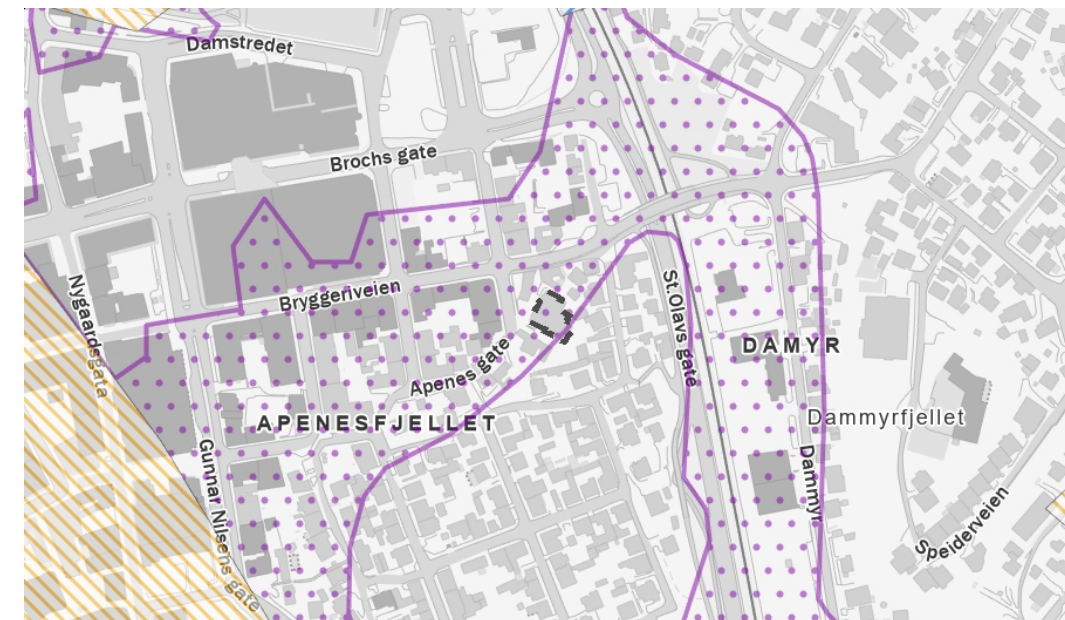 Damstredet
Brochs gate
Nygaardsgata
Bryggeriveien
St.Olavs gate
Apenes gate
DAMYR
APENESFJELLET
Dammyrfjellet
Gunnar Nilsens gate
Dammyr
Speiderveien